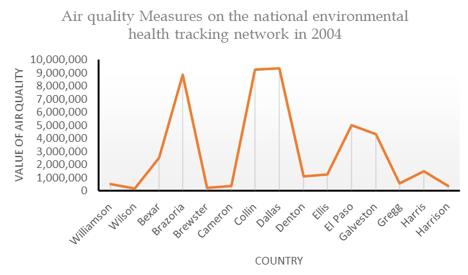 Air quality Measures on the national environmental
health tracking network in 2004
VALUE OF AIR QUALITY
10,000,000
9,000,000
8,000,000
7,000,000
6,000,000
5,000,000
4,000,000
3,000,000
2,000,000
1,000,000
0
Williamson
Wilson
Bexar
Brazoria
Brewster
Cameron
Collin
Dallas
Denton
Ellis
El Paso
Galveston
Gregg
Harris
Harrison
COUNTRY